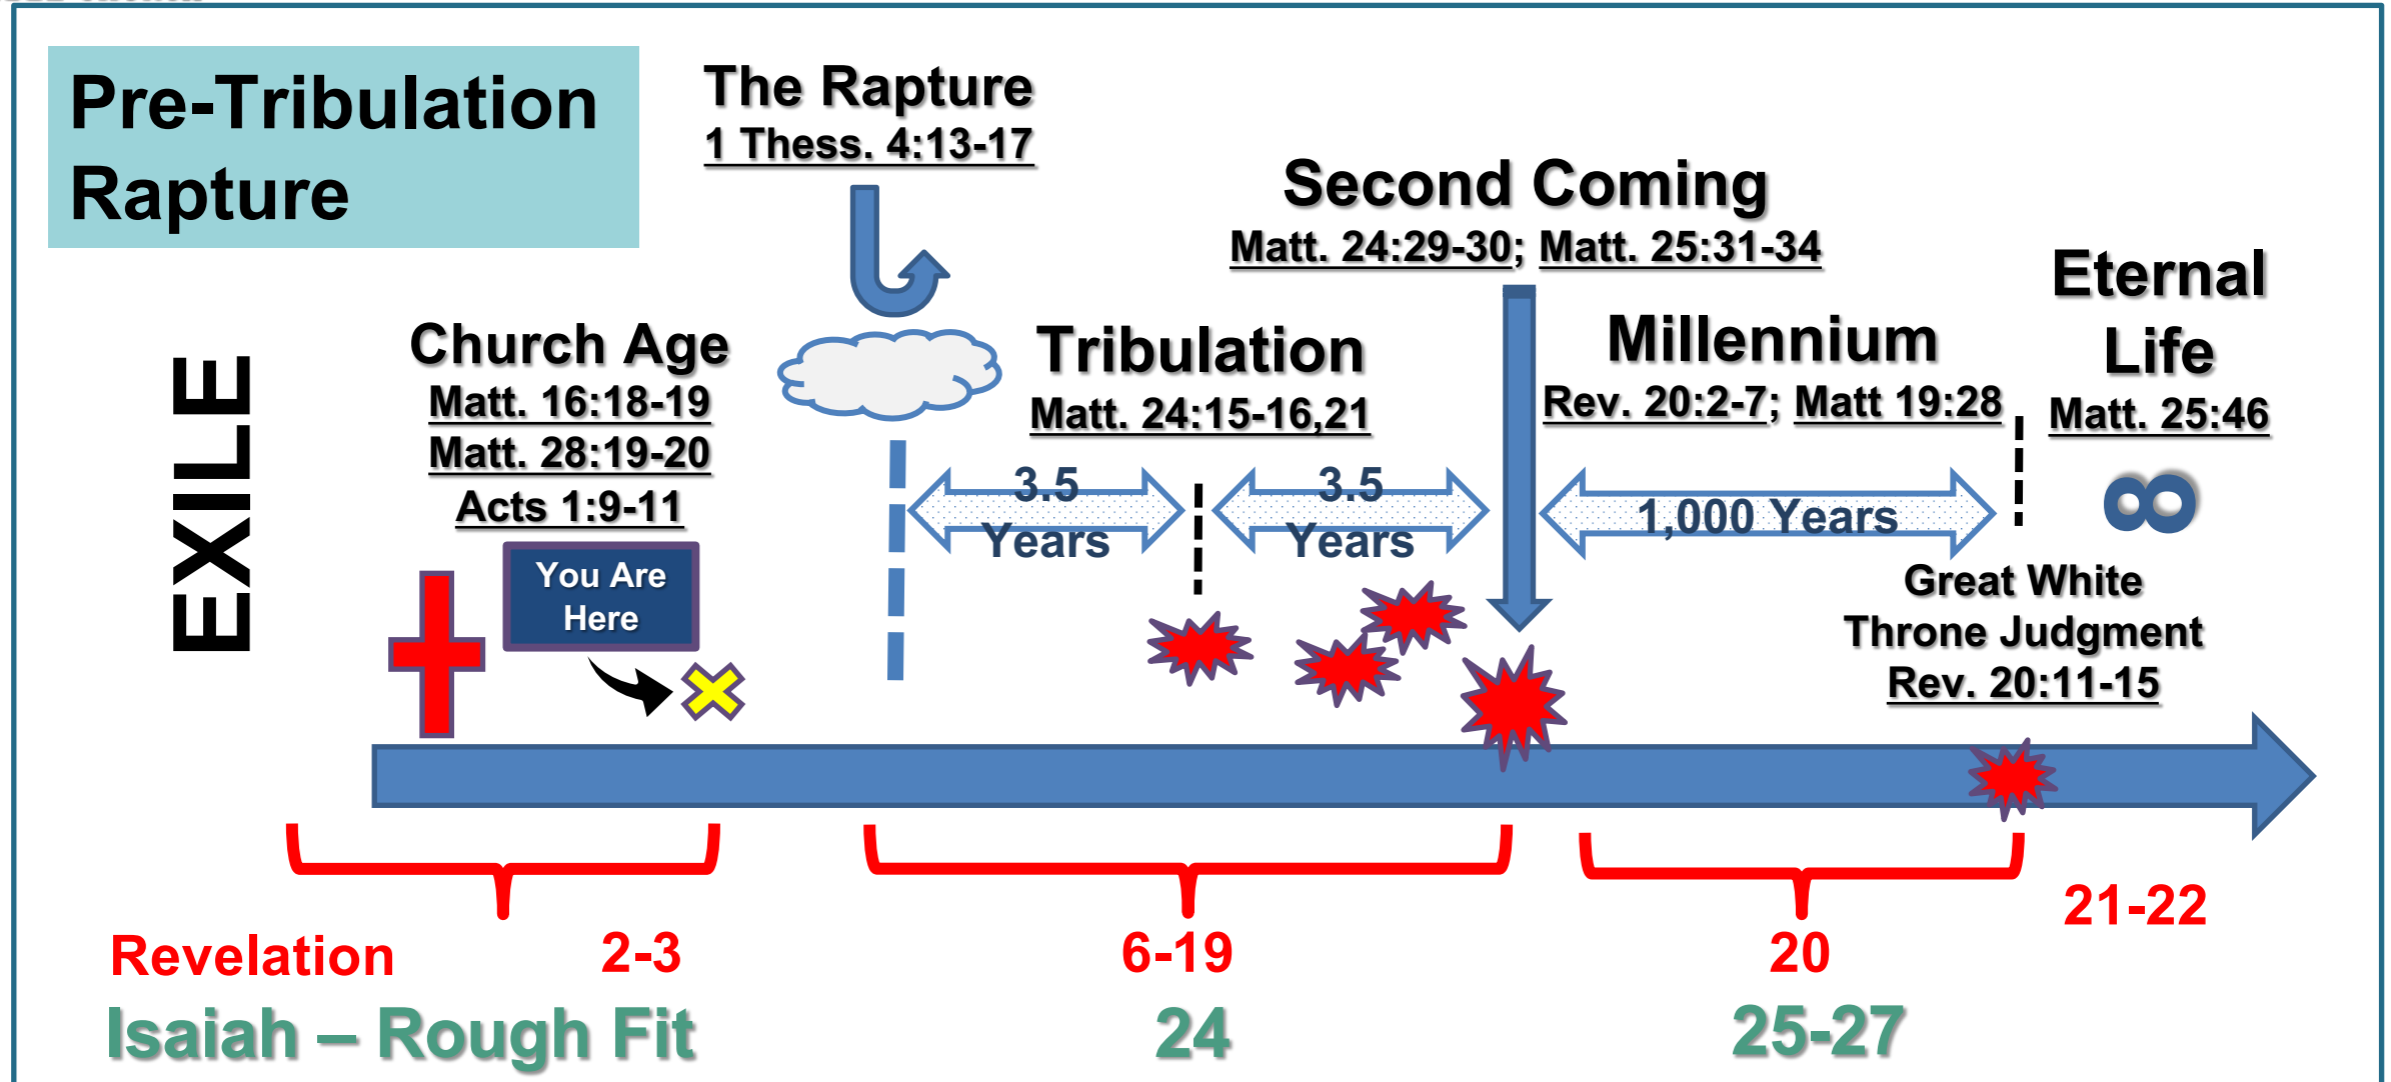 Pre-Tribulation
Rapture
The Rapture
1 Thess. 4:13-17
Second Coming
Matt. 24:29-30; Matt. 25:31-34
Eternal
Life
Matt. 25:46
EXILE
Church Age
Matt. 16:18-19
Matt. 28:19-20
Acts 1:9-11
You Are
Here
Tribulation
Matt. 24:15-16,21
Millennium
Rev. 20:2-7; Matt 19:28
3.5
Years
3.5
Years
1,000 Years
8
Great White
Throne Judgment
Rev. 20:11-15
Revelation 2-3 6-19 20 21-22
Isaiah – Rough Fit 24 25-27